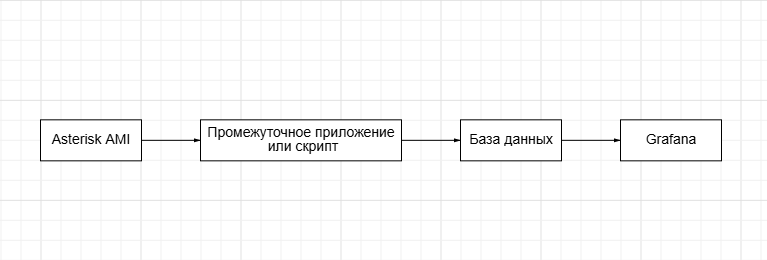 Asterisk AMI
Промежуточное приложение
или скрипт
База данных
Grafana